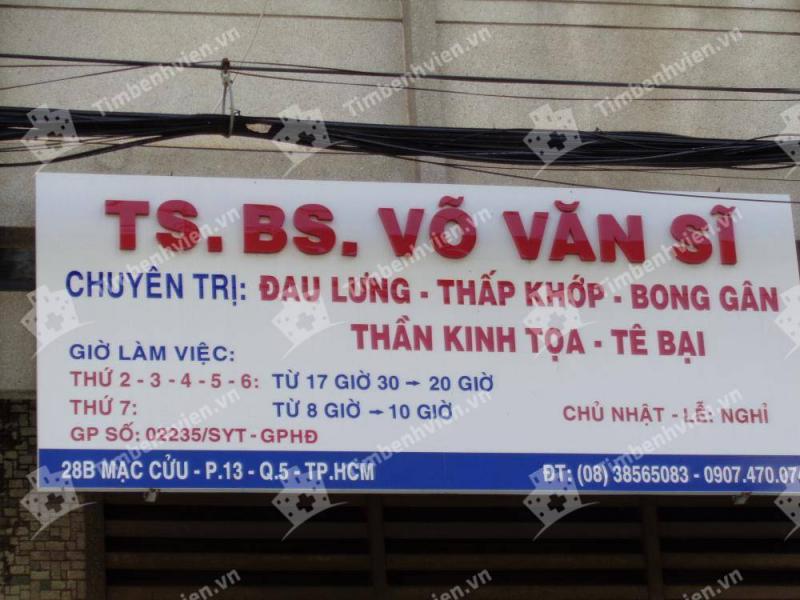 TS. BS. VÕ VĂN SĨ
CHUYÊN TRỊ: ĐAU LƯNG - THẤP KHỚP - BONG GÂN
THẦN KINH TỌA - TÊ BẠI
GIỜ LÀM VIỆC:
THỨ 2 - 3 - 4 - 5 - 6: TỪ 17 GIỜ 30 → 20 GIỜ
THỨ 7: TỪ 8 GIỜ → 10 GIỜ
CHỦ NHẬT - LỄ: NGHỈ
GP SỐ: 02235/SYT - GPHĐ
28B MẠC CỬU - P.13 - Q.5 - TP.HCM ĐT: (08) 38565083 - 0907.470.074
Timbenhvien.vn